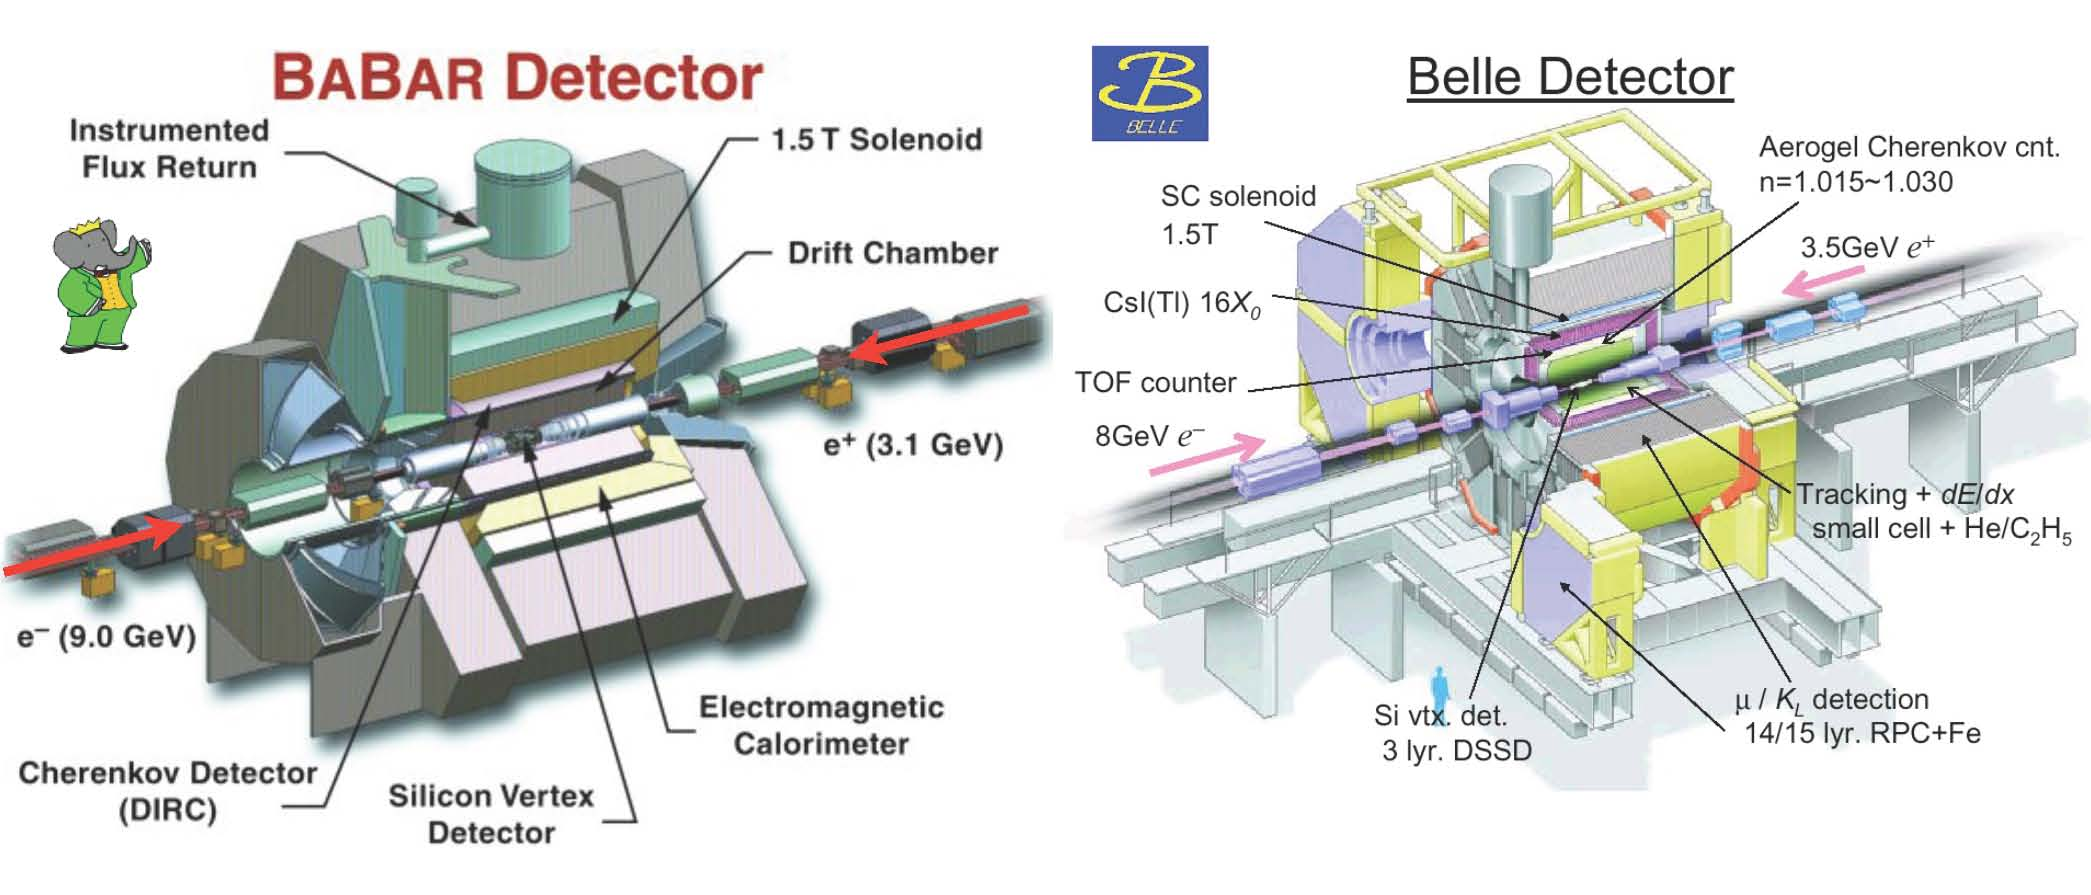 BABAR Detector
Instrumented
Flux Return
1.5 T Solenoid
Drift Chamber
e⁺ (3.1 GeV)
e⁻ (9.0 GeV)
Electromagnetic
Calorimeter
Cherenkov Detector
(DIRC)
Silicon Vertex
Detector
B
BELLE
Belle Detector
Aerogel Cherenkov cnt.
n=1.015~1.030
SC solenoid
1.5T
3.5GeV e⁺
CsI(Tl) 16X₀
TOF counter
8GeV e⁻
Tracking + dE/dx
small cell + He/C₂H₅
Si vtx. det.
3 lyr. DSSD
μ / K_L detection
14/15 lyr. RPC+Fe